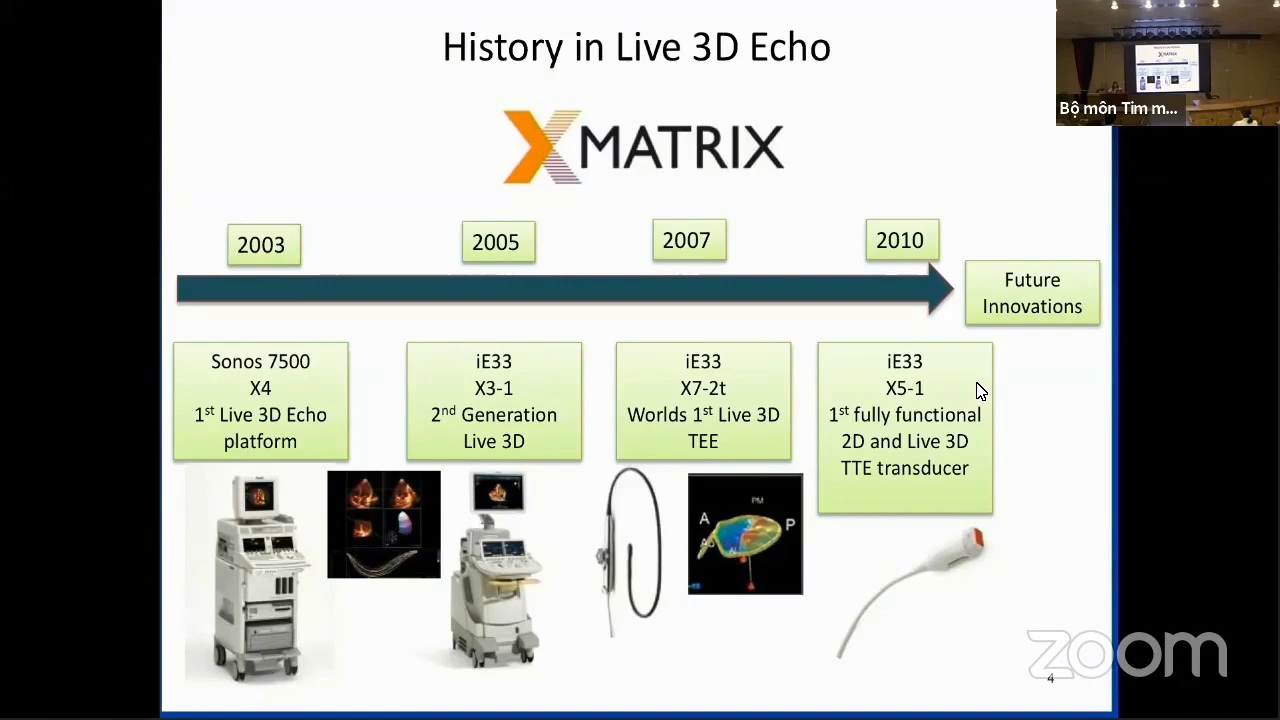 History in Live 3D Echo
XMATRIX
Bộ môn Tim m...
2003
2005
2007
2010
Future
Innovations
Sonos 7500
X4
1st Live 3D Echo
platform
iE33
X3-1
2nd Generation
Live 3D
iE33
X7-2t
Worlds 1st Live 3D
TEE
iE33
X5-1
1st fully functional
2D and Live 3D
TTE transducer
PM
A
P
zoom
4